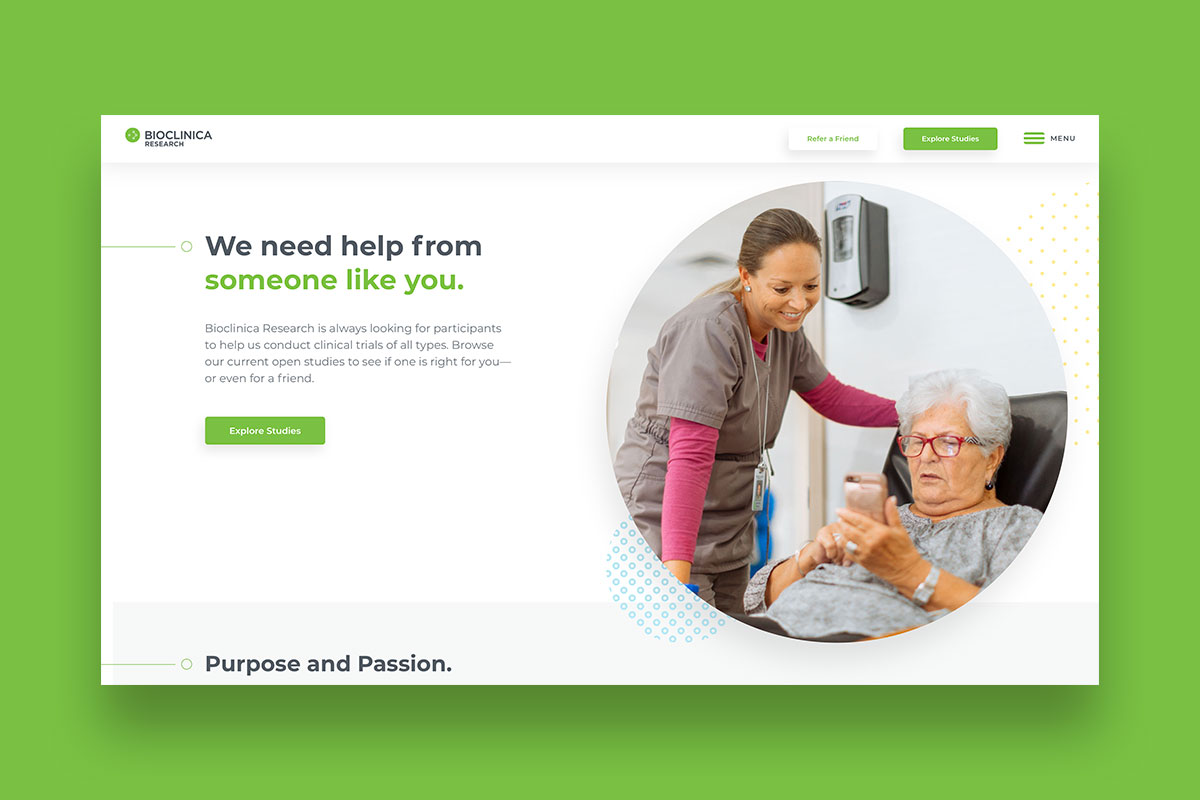 BIOCLINICA
RESEARCH
Refer a Friend
Explore Studies
MENU
We need help from
someone like you.
Bioclinica Research is always looking for participants
to help us conduct clinical trials of all types. Browse
our current open studies to see if one is right for you—
or even for a friend.
Explore Studies
Purpose and Passion.